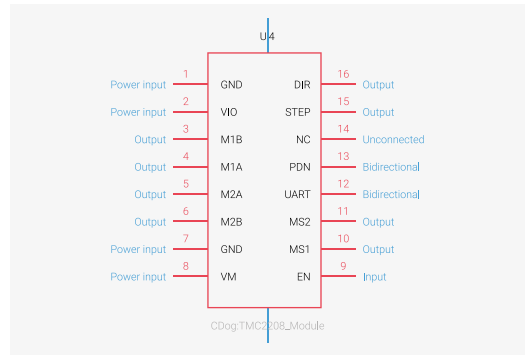 U4
1 16
Power input GND DIR Output
2 15
Power input VIO STEP Output
3 14
Output M1B NC Unconnected
4 13
Output M1A PDN Bidirectional
5 12
Output M2A UART Bidirectional
6 11
Output M2B MS2 Output
7 10
Power input GND MS1 Output
8 9
Power input VM EN Input
CDog:TMC2208_Module